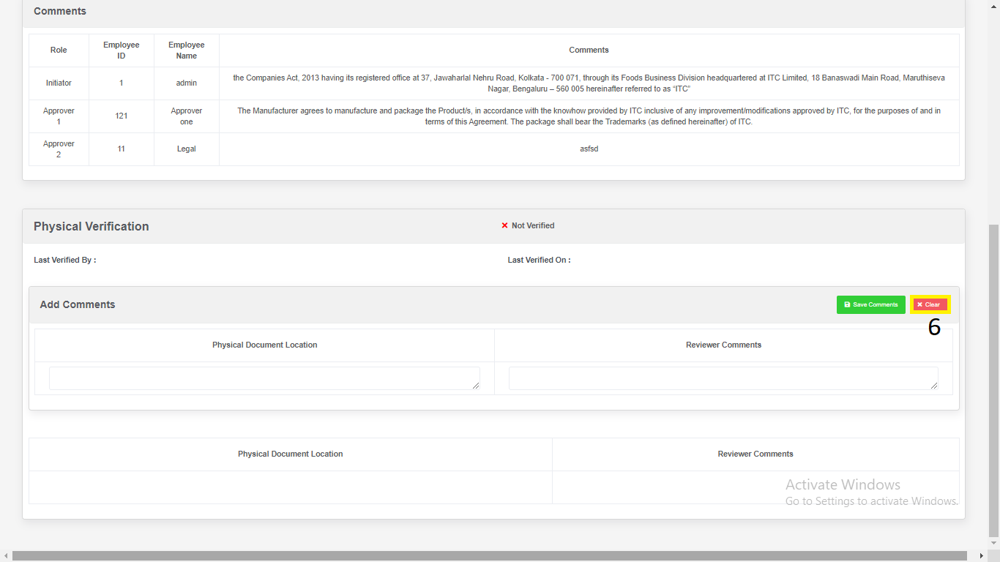 Comments
Role
Employee
ID
Employee
Name
Comments
Initiator
1
admin
the Companies Act, 2013 having its registered office at 37, Jawaharlal Nehru Road, Kolkata - 700 071, through its Foods Business Division headquartered at ITC Limited, 18 Banaswadi Main Road, Maruthiseva
Nagar, Bengaluru – 560 005 hereinafter referred to as “ITC”
Approver
1
121
Approver
one
The Manufacturer agrees to manufacture and package the Product/s, in accordance with the knowhow provided by ITC inclusive of any improvement/modifications approved by ITC, for the purposes of and in
terms of this Agreement. The package shall bear the Trademarks (as defined hereinafter) of ITC.
Approver
2
11
Legal
asfsd
Physical Verification
Not Verified
Last Verified By :
Last Verified On :
Add Comments
Save Comments
Clear
6
Physical Document Location
Reviewer Comments
Physical Document Location
Reviewer Comments
Activate Windows
Go to Settings to activate Windows.